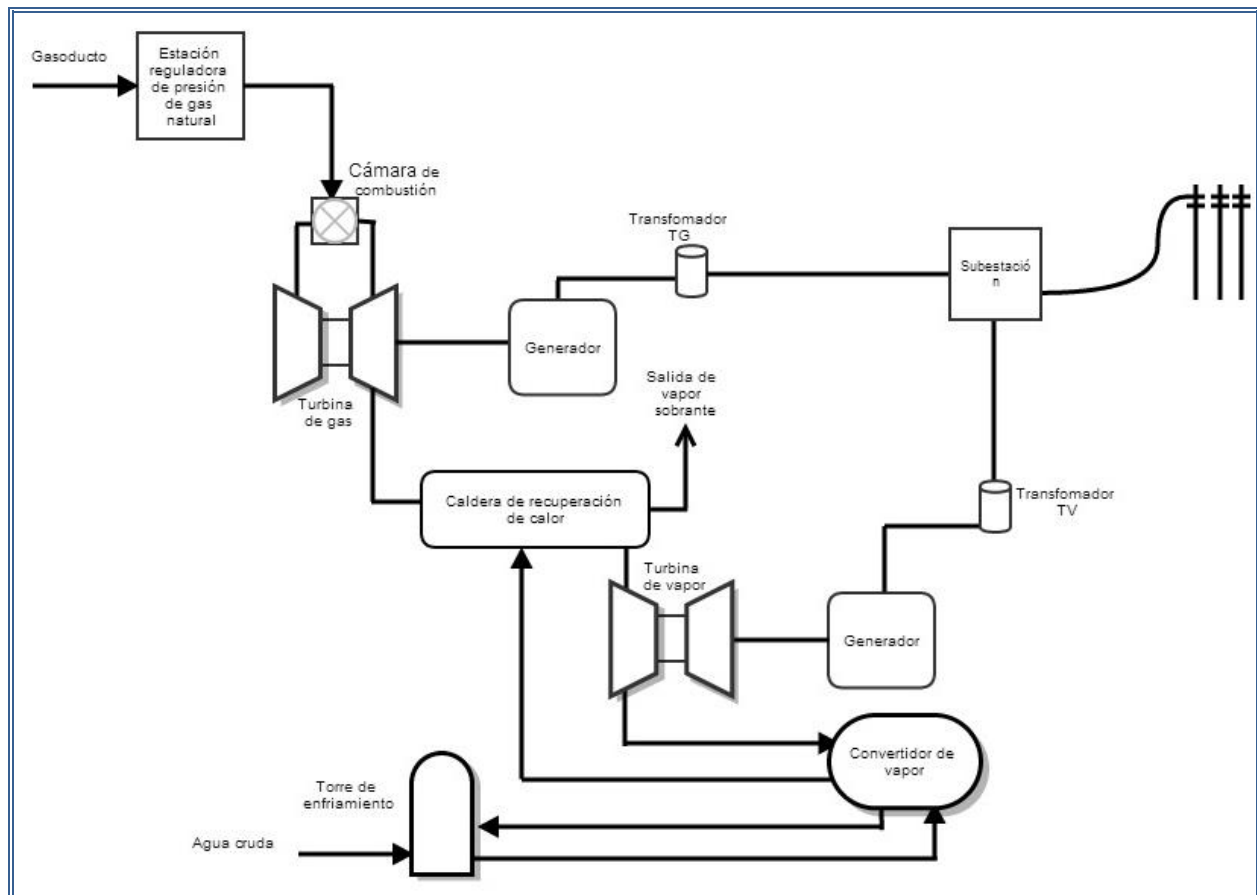 Gasoducto
Estación
reguladora
de presión
de gas
natural
Cámara de
combustión
Transfomador
TG
Subestació
n
Generador
Turbina
de gas
Salida de
vapor
sobrante
Caldera de recuperación
de calor
Transfomador
TV
Turbina
de vapor
Generador
Convertidor de
vapor
Torre de
enfriamiento
Agua cruda